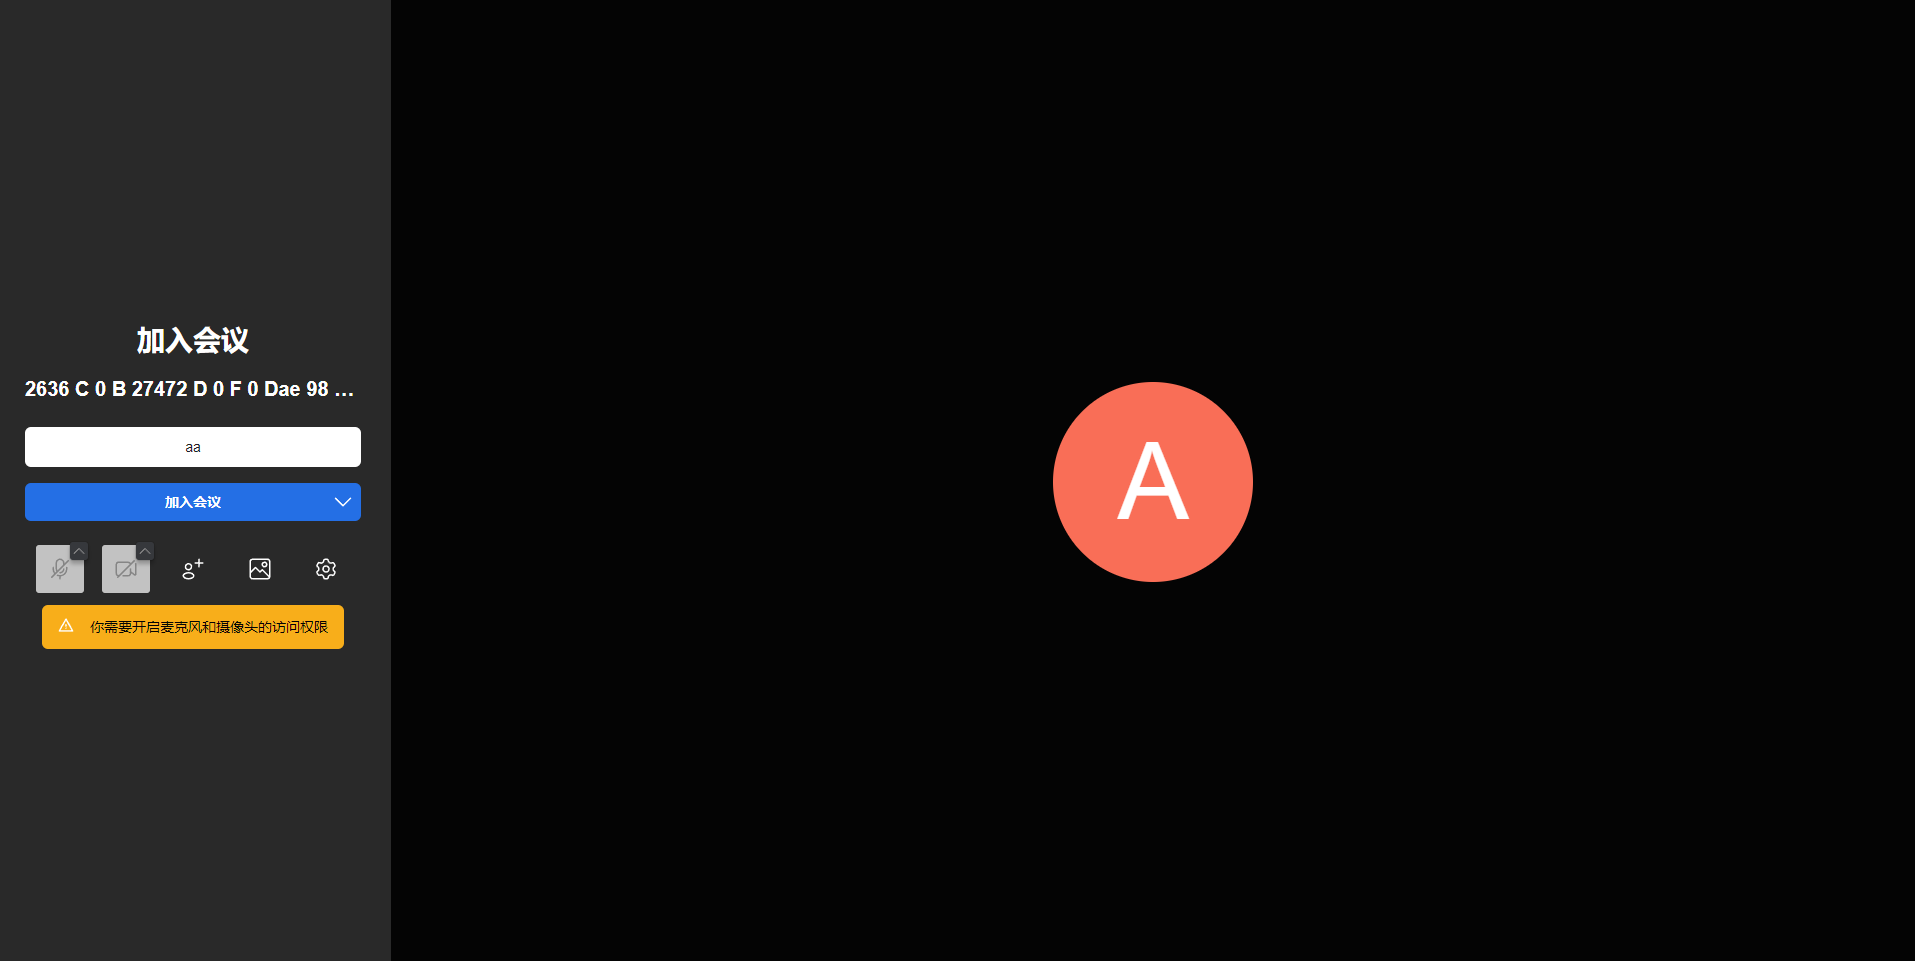 加入会议
2636 C 0 B 27472 D 0 F 0 Dae 98 ...
aa
加入会议
你需要开启麦克风和摄像头的访问权限
A